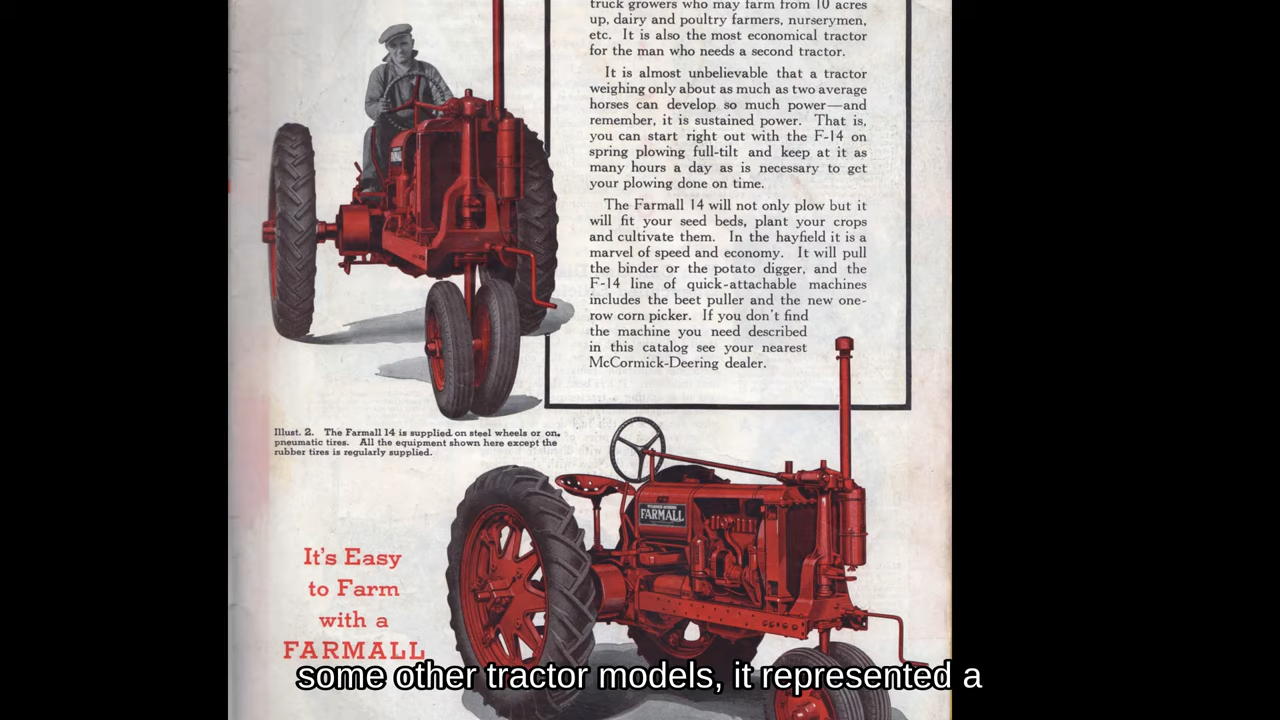 truck growers who may farm from 10 acres
up, dairy and poultry farmers, nurserymen,
etc. It is also the most economical tractor
for the man who needs a second tractor.
It is almost unbelievable that a tractor
weighing only about as much as two average
horses can develop so much power—and
remember, it is sustained power. That is,
you can start right out with the F-14 on
spring plowing full-tilt and keep at it as
many hours a day as is necessary to get
your plowing done on time.
The Farmall 14 will not only plow but it
will fit your seed beds, plant your crops
and cultivate them. In the hayfield it is a
marvel of speed and economy. It will pull
the binder or the potato digger, and the
F-14 line of quick-attachable machines
includes the beet puller and the new one-
row corn picker. If you don't find
the machine you need described
in this catalog see your nearest
McCormick-Deering dealer.
Illust. 2. The Farmall 14 is supplied on steel wheels or on
pneumatic tires. All the equipment shown here except the
rubber tires is regularly supplied.
FARMALL
It's Easy
to Farm
with a
FARMALL
some other tractor models, it represented a